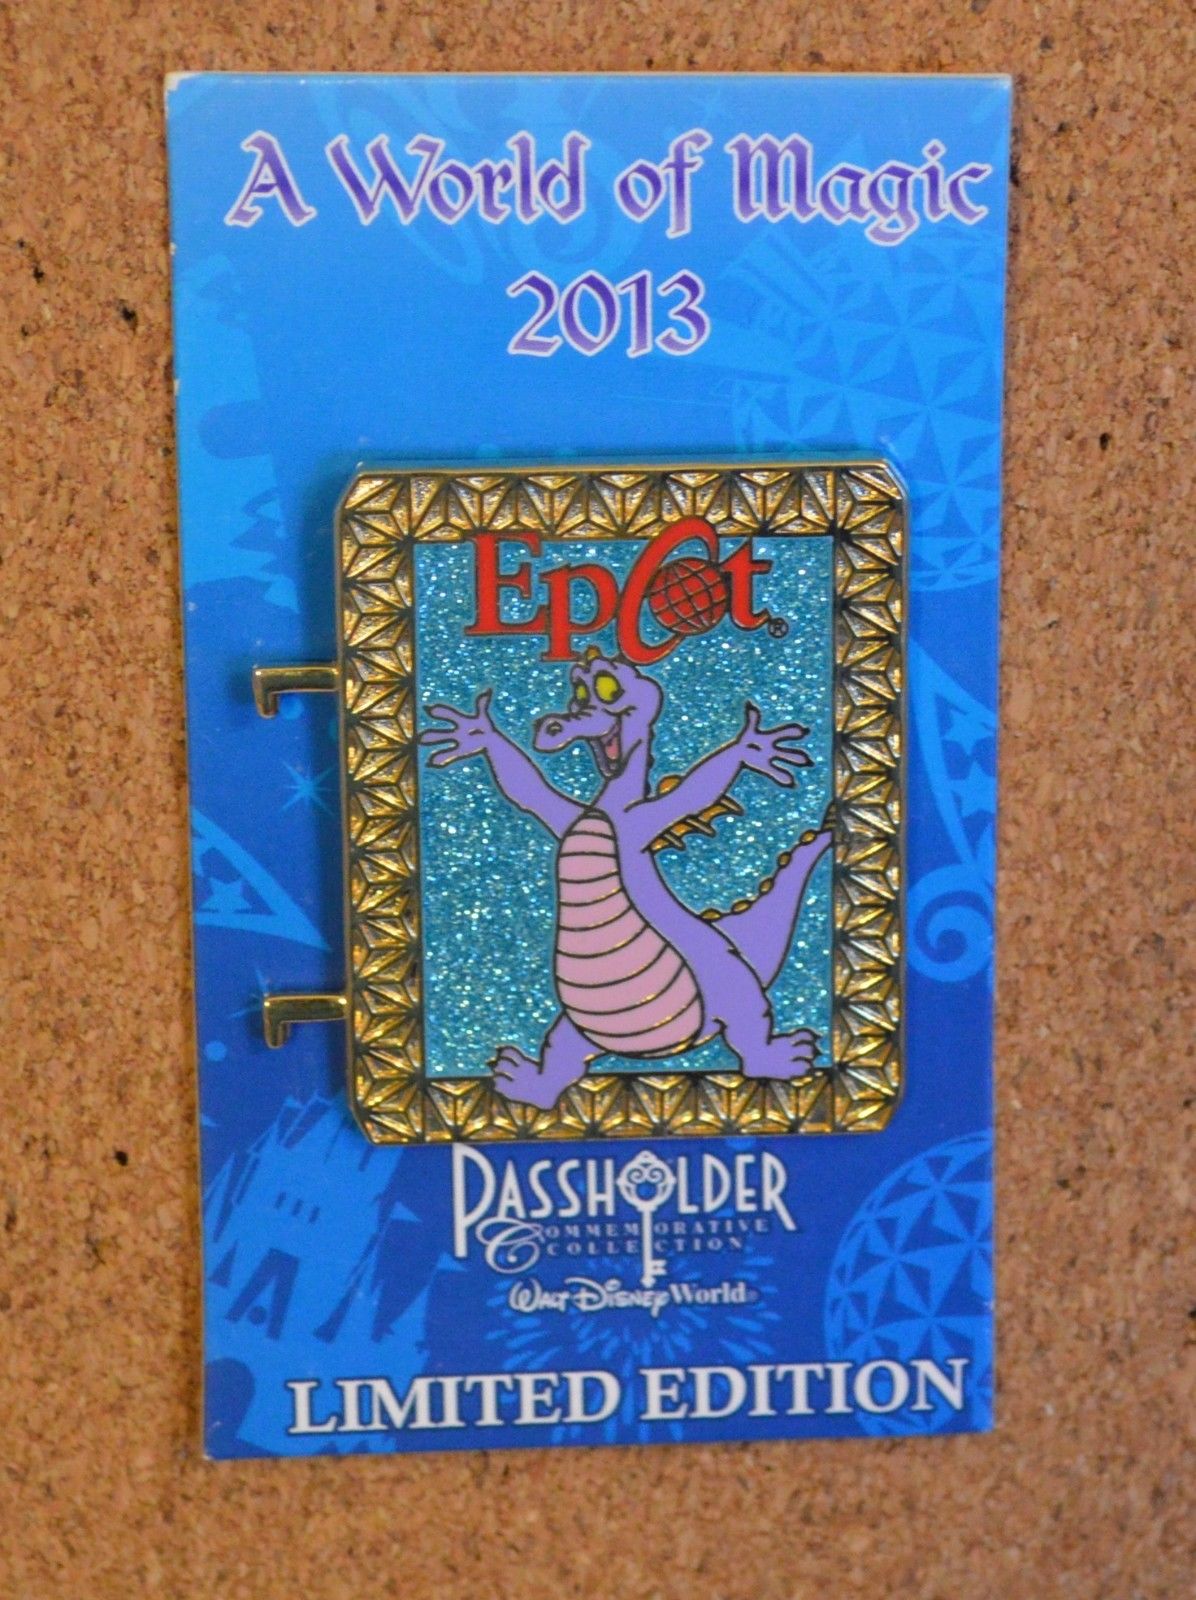 A World of Magic
2013
Epcot®
PASSHOLDER
COMMEMORATIVE
COLLECTION
Walt Disney World®
LIMITED EDITION